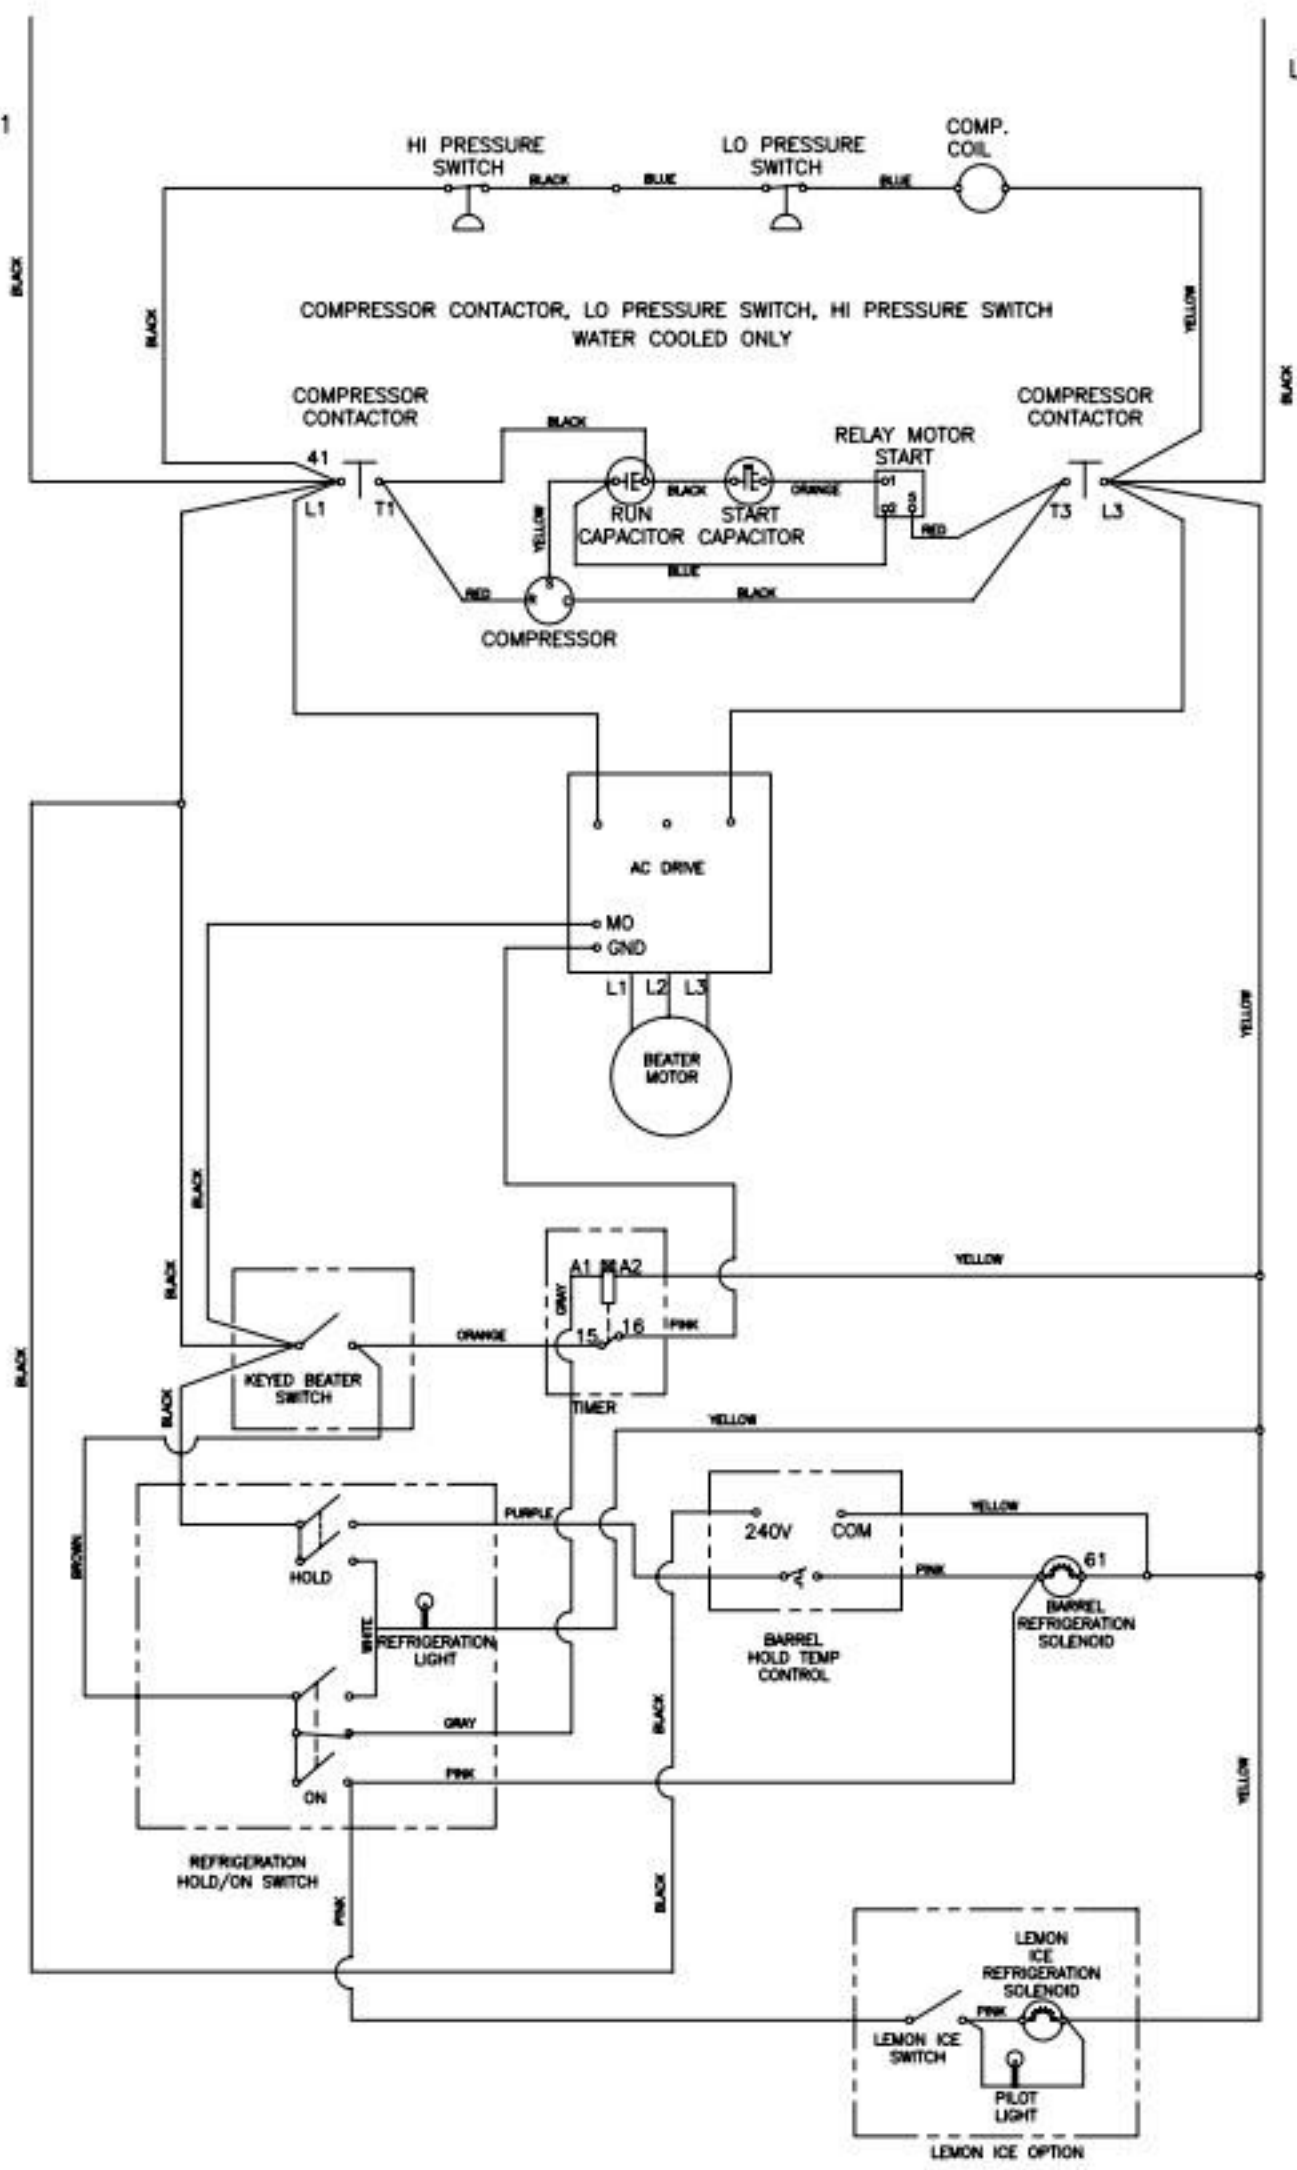 1
HI PRESSURE
SWITCH
LO PRESSURE
SWITCH
COMP.
COIL
BLACK
BLUE
BLUE
BLACK
BLACK
YELLOW
BLACK
COMPRESSOR CONTACTOR, LO PRESSURE SWITCH, HI PRESSURE SWITCH
WATER COOLED ONLY
COMPRESSOR
CONTACTOR
COMPRESSOR
CONTACTOR
BLACK
RELAY MOTOR
START
41
L1
T1
BLACK
ORANGE
1
S
T3
L3
RUN
CAPACITOR
START
CAPACITOR
YELLOW
RED
BLUE
RED
S
R
BLACK
COMPRESSOR
AC DRIVE
MO
GND
L1
L2
L3
BEATER
MOTOR
YELLOW
BLACK
BLACK
YELLOW
A1
A2
GRAY
15
16
PINK
ORANGE
TIMER
KEYED BEATER
SWITCH
BLACK
BLACK
YELLOW
PURPLE
240V
COM
YELLOW
BROWN
HOLD
PINK
61
BARREL
REFRIGERATION
SOLENOID
WHITE
REFRIGERATION
LIGHT
BARREL
HOLD TEMP
CONTROL
BLACK
GRAY
PINK
ON
YELLOW
REFRIGERATION
HOLD/ON SWITCH
PINK
BLACK
LEMON
ICE
REFRIGERATION
SOLENOID
PINK
LEMON ICE
SWITCH
PILOT
LIGHT
LEMON ICE OPTION